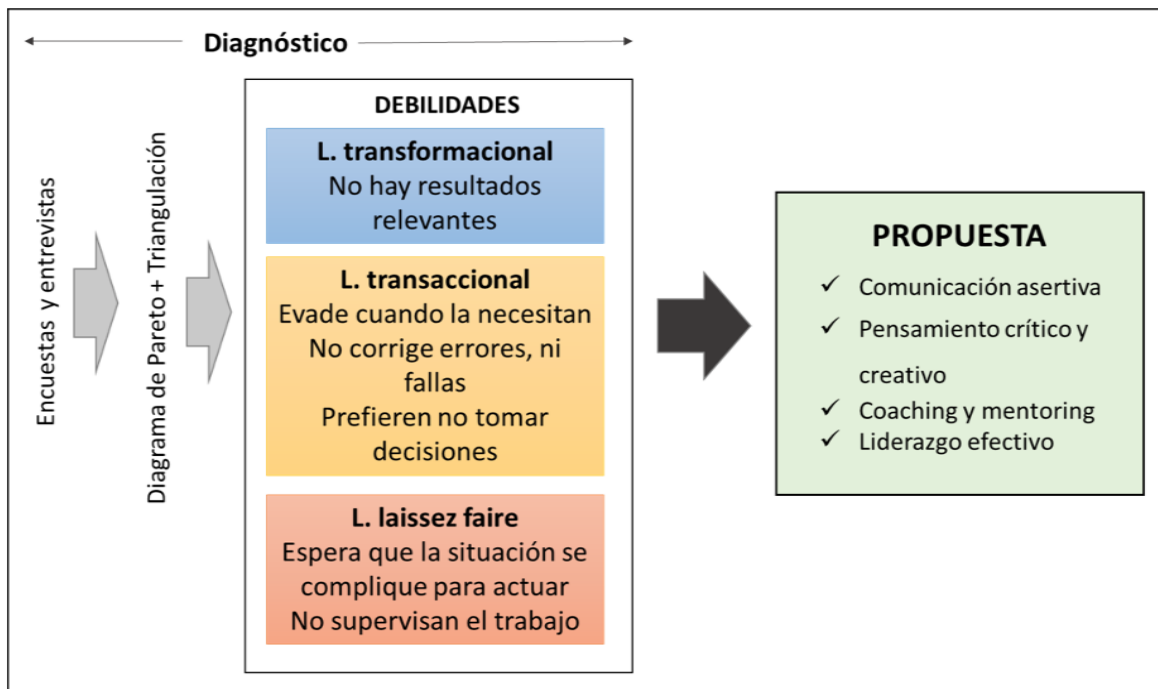 Diagnóstico
Encuestas y entrevistas
Diagrama de Pareto + Triangulación
DEBILIDADES
L. transformacional
No hay resultados
relevantes
L. transaccional
Evade cuando la necesitan
No corrige errores, ni
fallas
Prefieren no tomar
decisiones
L. laissez faire
Espera que la situación se
complique para actuar
No supervisan el trabajo
PROPUESTA
✓ Comunicación asertiva
✓ Pensamiento crítico y
creativo
✓ Coaching y mentoring
✓ Liderazgo efectivo